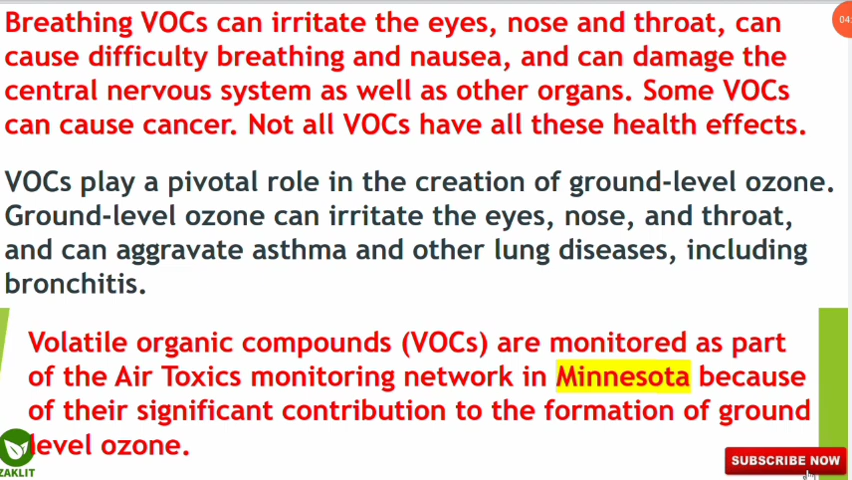 Breathing VOCs can irritate the eyes, nose and throat, can
cause difficulty breathing and nausea, and can damage the
central nervous system as well as other organs. Some VOCs
can cause cancer. Not all VOCs have all these health effects.
VOCs play a pivotal role in the creation of ground-level ozone.
Ground-level ozone can irritate the eyes, nose, and throat,
and can aggravate asthma and other lung diseases, including
bronchitis.
Volatile organic compounds (VOCs) are monitored as part
of the Air Toxics monitoring network in Minnesota because
of their significant contribution to the formation of ground
level ozone.
ZAKLIT
SUBSCRIBE NOW